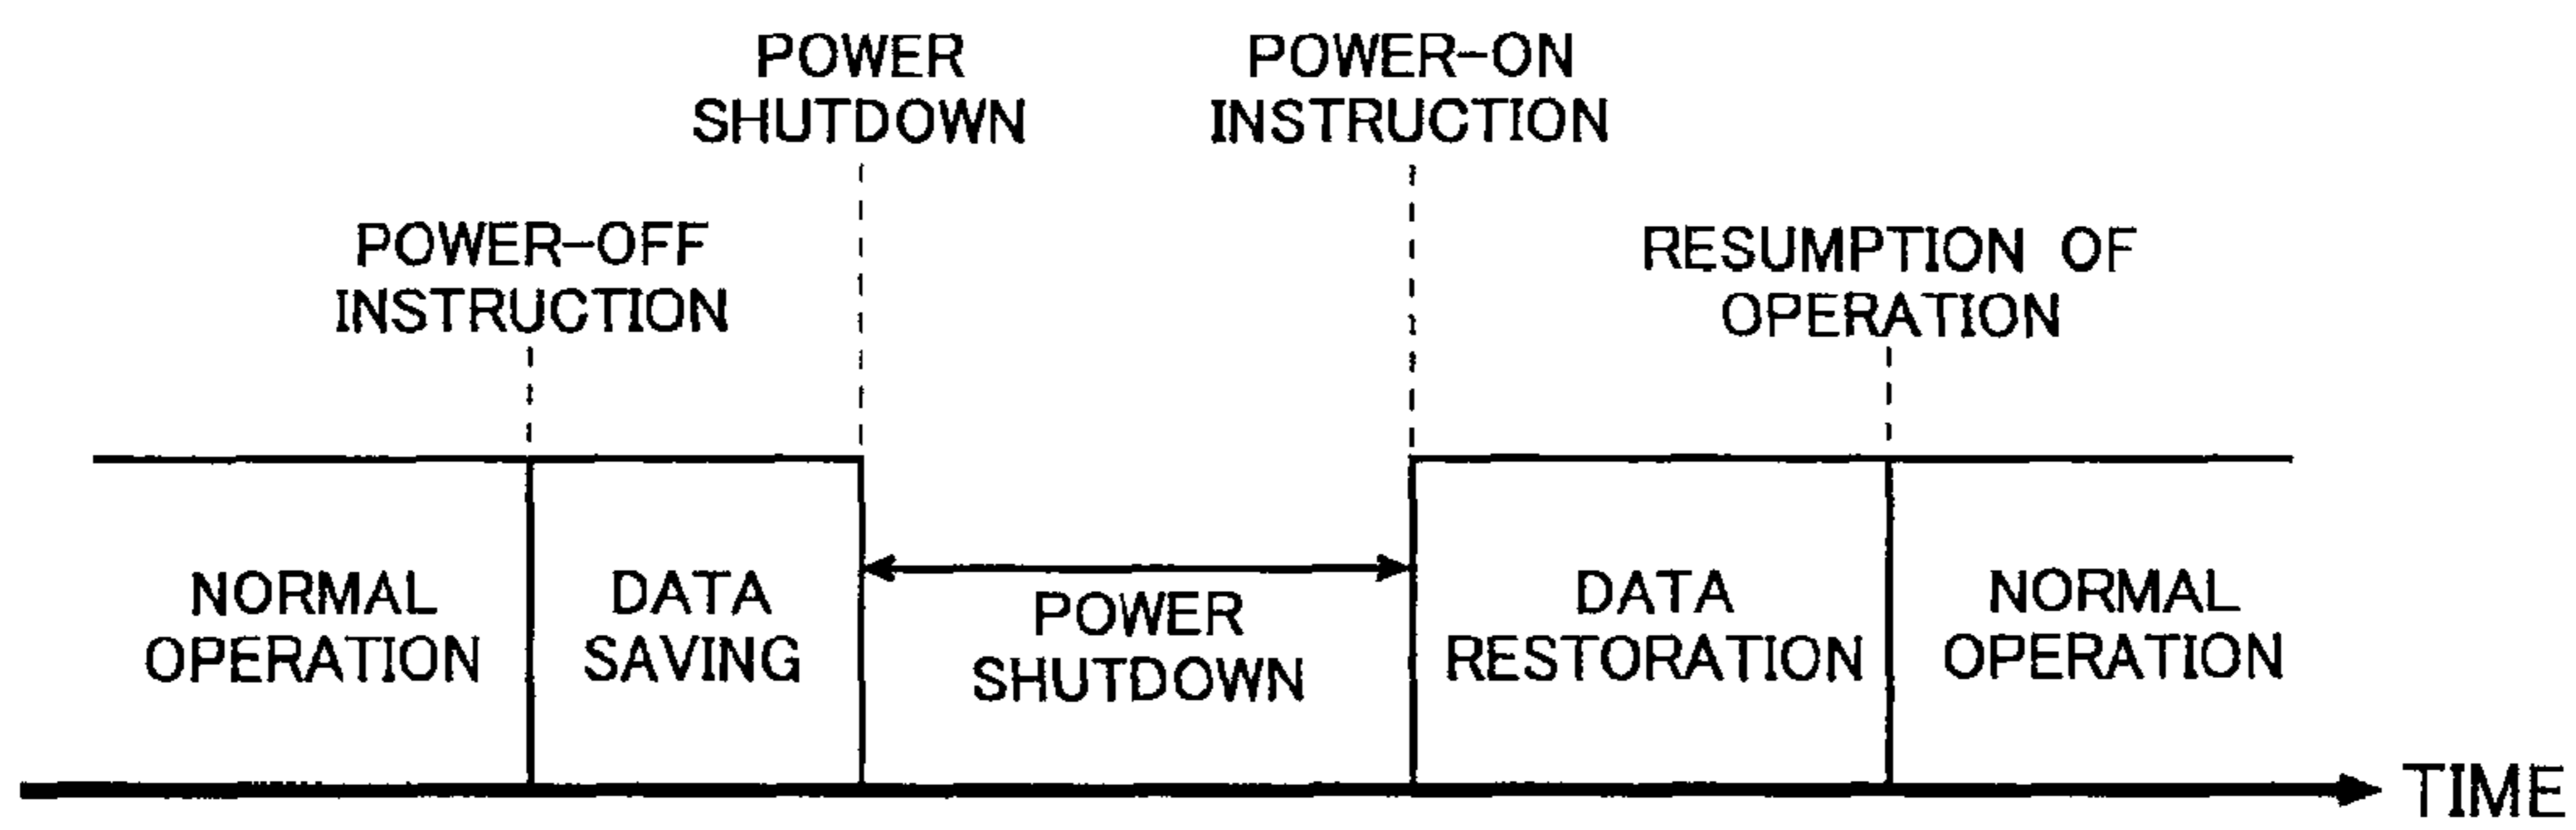 POWER
SHUTDOWN
POWER-ON
INSTRUCTION
POWER-OFF
INSTRUCTION
RESUMPTION OF
OPERATION
NORMAL
OPERATION
DATA
SAVING
POWER
SHUTDOWN
DATA
RESTORATION
NORMAL
OPERATION
TIME